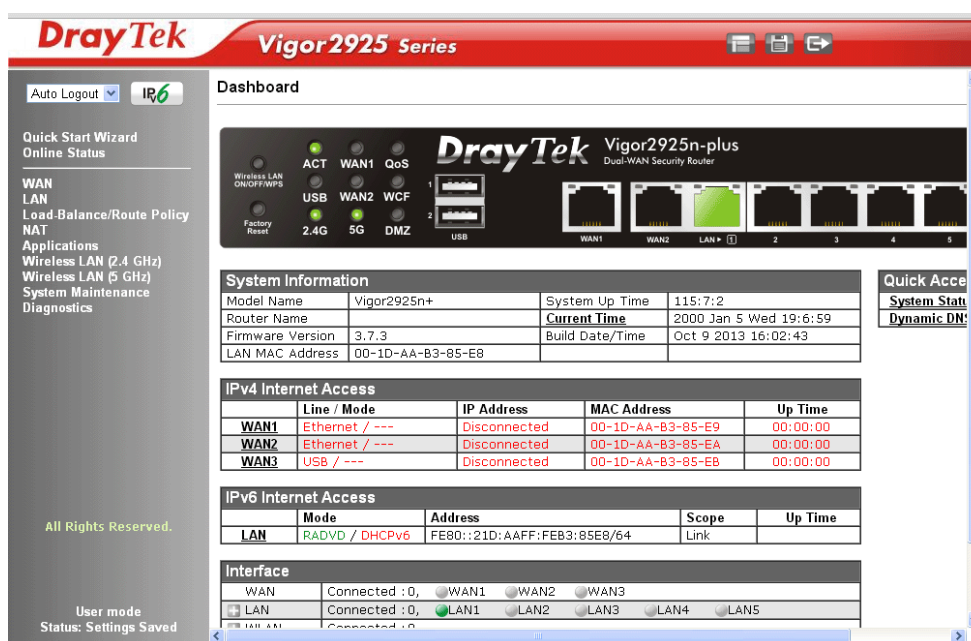 DrayTek Vigor2925 Series
Auto Logout IPv6
Dashboard
Quick Start Wizard
Online Status
WAN
LAN
Load-Balance/Route Policy
NAT
Applications
Wireless LAN (2.4 GHz)
Wireless LAN (5 GHz)
System Maintenance
Diagnostics
All Rights Reserved.
User mode
Status: Settings Saved
DrayTek Vigor2925n-plus
Dual-WAN Security Router
Wireless LAN
ON/OFF/WPS
Factory
Reset
ACT WAN1 QoS
USB WAN2 WCF
2.4G 5G DMZ
1
2
USB
WAN1 WAN2 LAN 1 2 3 4 5
System Information
Model Name Vigor2925n+ System Up Time 115:7:2
Router Name Current Time 2000 Jan 5 Wed 19:6:59
Firmware Version 3.7.3 Build Date/Time Oct 9 2013 16:02:43
LAN MAC Address 00-1D-AA-B3-85-E8
Quick Acce
System Statu
Dynamic DNS
IPv4 Internet Access
Line / Mode IP Address MAC Address Up Time
WAN1 Ethernet / --- Disconnected 00-1D-AA-B3-85-E9 00:00:00
WAN2 Ethernet / --- Disconnected 00-1D-AA-B3-85-EA 00:00:00
WAN3 USB / --- Disconnected 00-1D-AA-B3-85-EB 00:00:00
IPv6 Internet Access
Mode Address Scope Up Time
LAN RADVD / DHCPv6 FE80::21D:AAFF:FEB3:85E8/64 Link
Interface
WAN Connected : 0, WAN1 WAN2 WAN3
LAN Connected : 0, LAN1 LAN2 LAN3 LAN4 LAN5